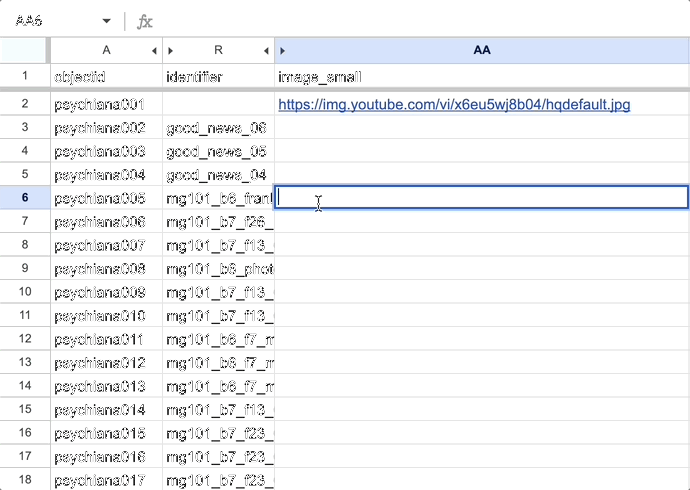 AA6 fx
A R AA
1 objectid identifier image_small
2 psychiana001 https://img.youtube.com/vi/x6eu5wj8b04/hqdefault.jpg
3 psychiana002 good_news_06
4 psychiana003 good_news_05
5 psychiana004 good_news_04
6 psychiana005 mg101_b6_fran
7 psychiana006 mg101_b7_f26_
8 psychiana007 mg101_b7_f13_
9 psychiana008 mg101_b8_phot
10 psychiana009 mg101_b7_f13_
11 psychiana010 mg101_b7_f13_
12 psychiana011 mg101_b6_f7_m
13 psychiana012 mg101_b6_f7_m
14 psychiana013 mg101_b6_f7_m
15 psychiana014 mg101_b7_f13_
16 psychiana015 mg101_b7_f23_
17 psychiana016 mg101_b7_f23_
18 psychiana017 mg101_b7_f23_